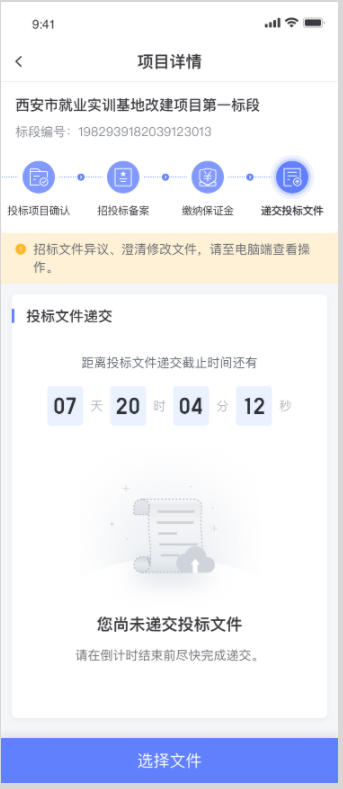 9:41
项目详情
西安市就业实训基地改建项目第一标段
标段编号：1982939182039123013
投标项目确认 招投标备案 缴纳保证金 递交投标文件
招标文件异议、澄清修改文件，请至电脑端查看操
作。
投标文件递交
距离投标文件递交截止时间还有
07 天 20 时 04 分 12 秒
您尚未递交投标文件
请在倒计时结束前尽快完成递交。
选择文件